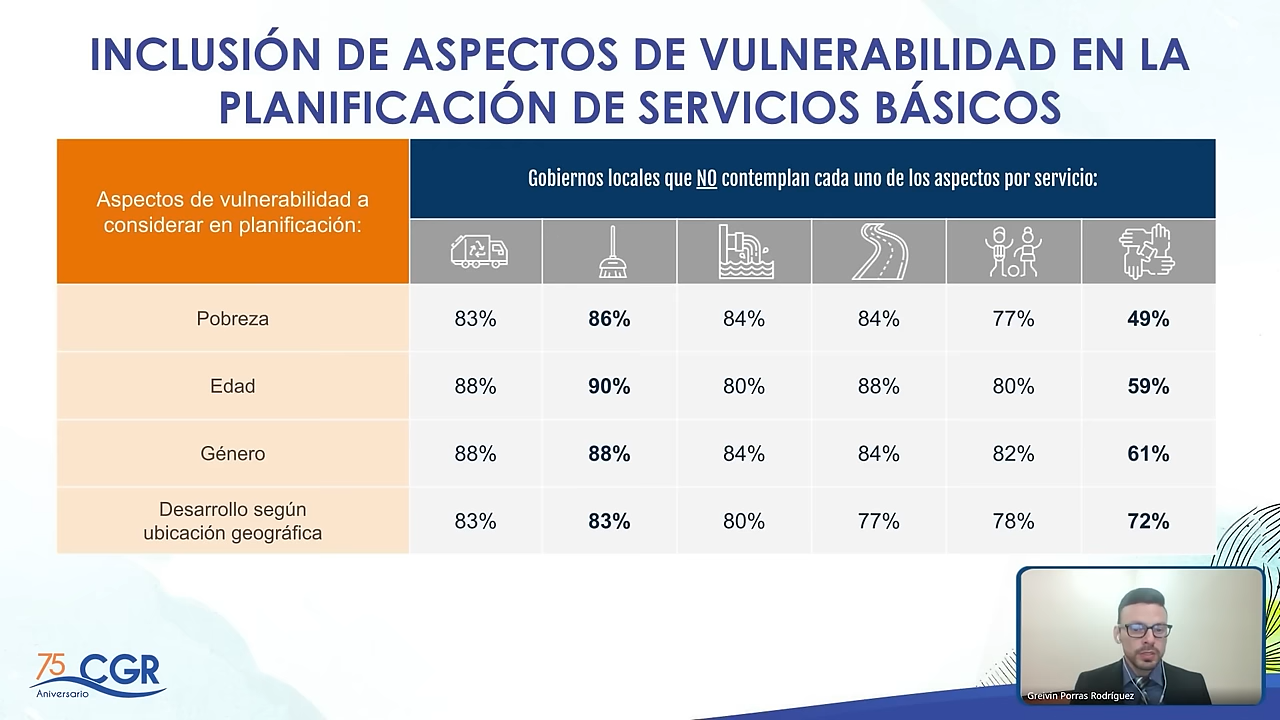 INCLUSIÓN DE ASPECTOS DE VULNERABILIDAD EN LA
PLANIFICACIÓN DE SERVICIOS BÁSICOS
Aspectos de vulnerabilidad a
considerar en planificación:
Gobiernos locales que NO contemplan cada uno de los aspectos por servicio:
Pobreza 83% 86% 84% 84% 77% 49%
Edad 88% 90% 80% 88% 80% 59%
Género 88% 88% 84% 84% 82% 61%
Desarrollo según
ubicación geográfica 83% 83% 80% 77% 78% 72%
75 CGR
Aniversario
Greivin Porras Rodríguez